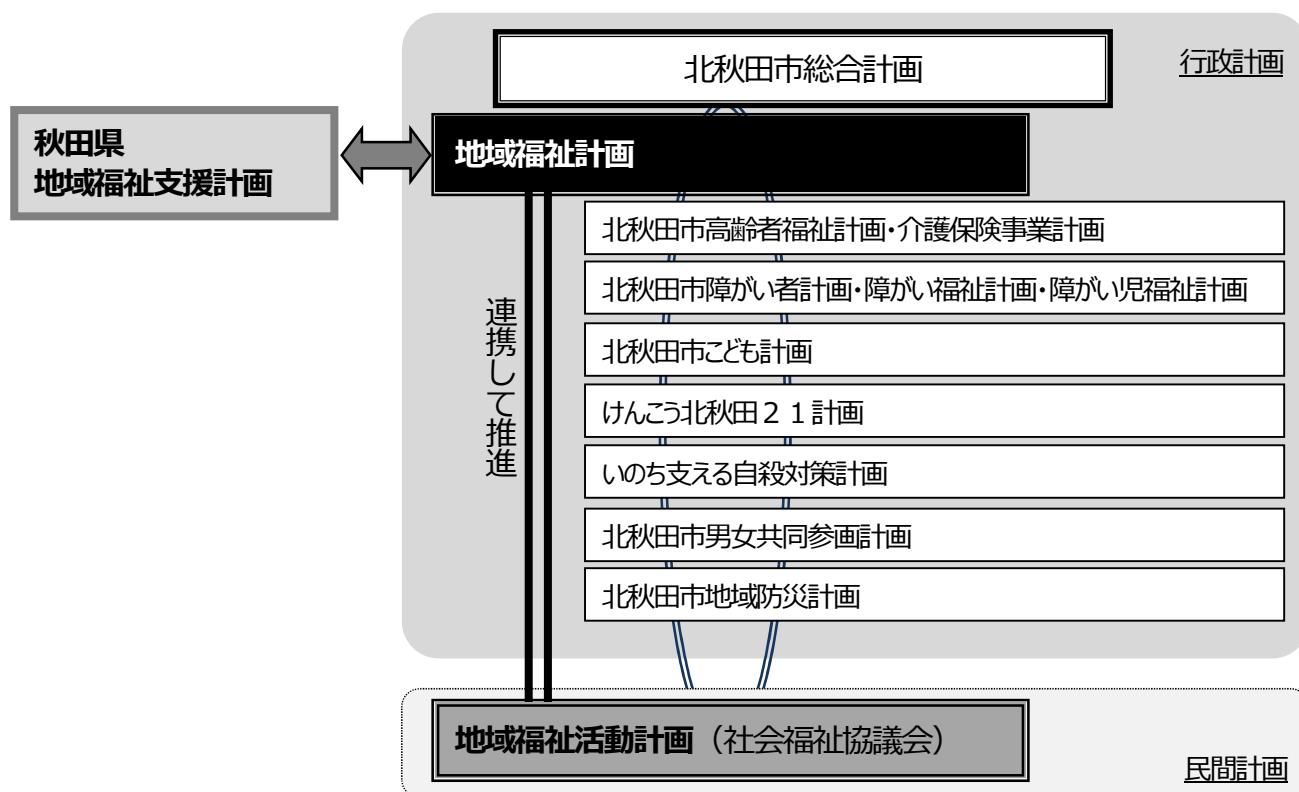 北秋田市総合計画
行政計画
秋田県
地域福祉支援計画
地域福祉計画
北秋田市高齢者福祉計画・介護保険事業計画
北秋田市障がい者計画・障がい福祉計画・障がい児福祉計画
北秋田市こども計画
けんこう北秋田２１計画
いのち支える自殺対策計画
北秋田市男女共同参画計画
北秋田市地域防災計画
連携して推進
地域福祉活動計画（社会福祉協議会）
民間計画